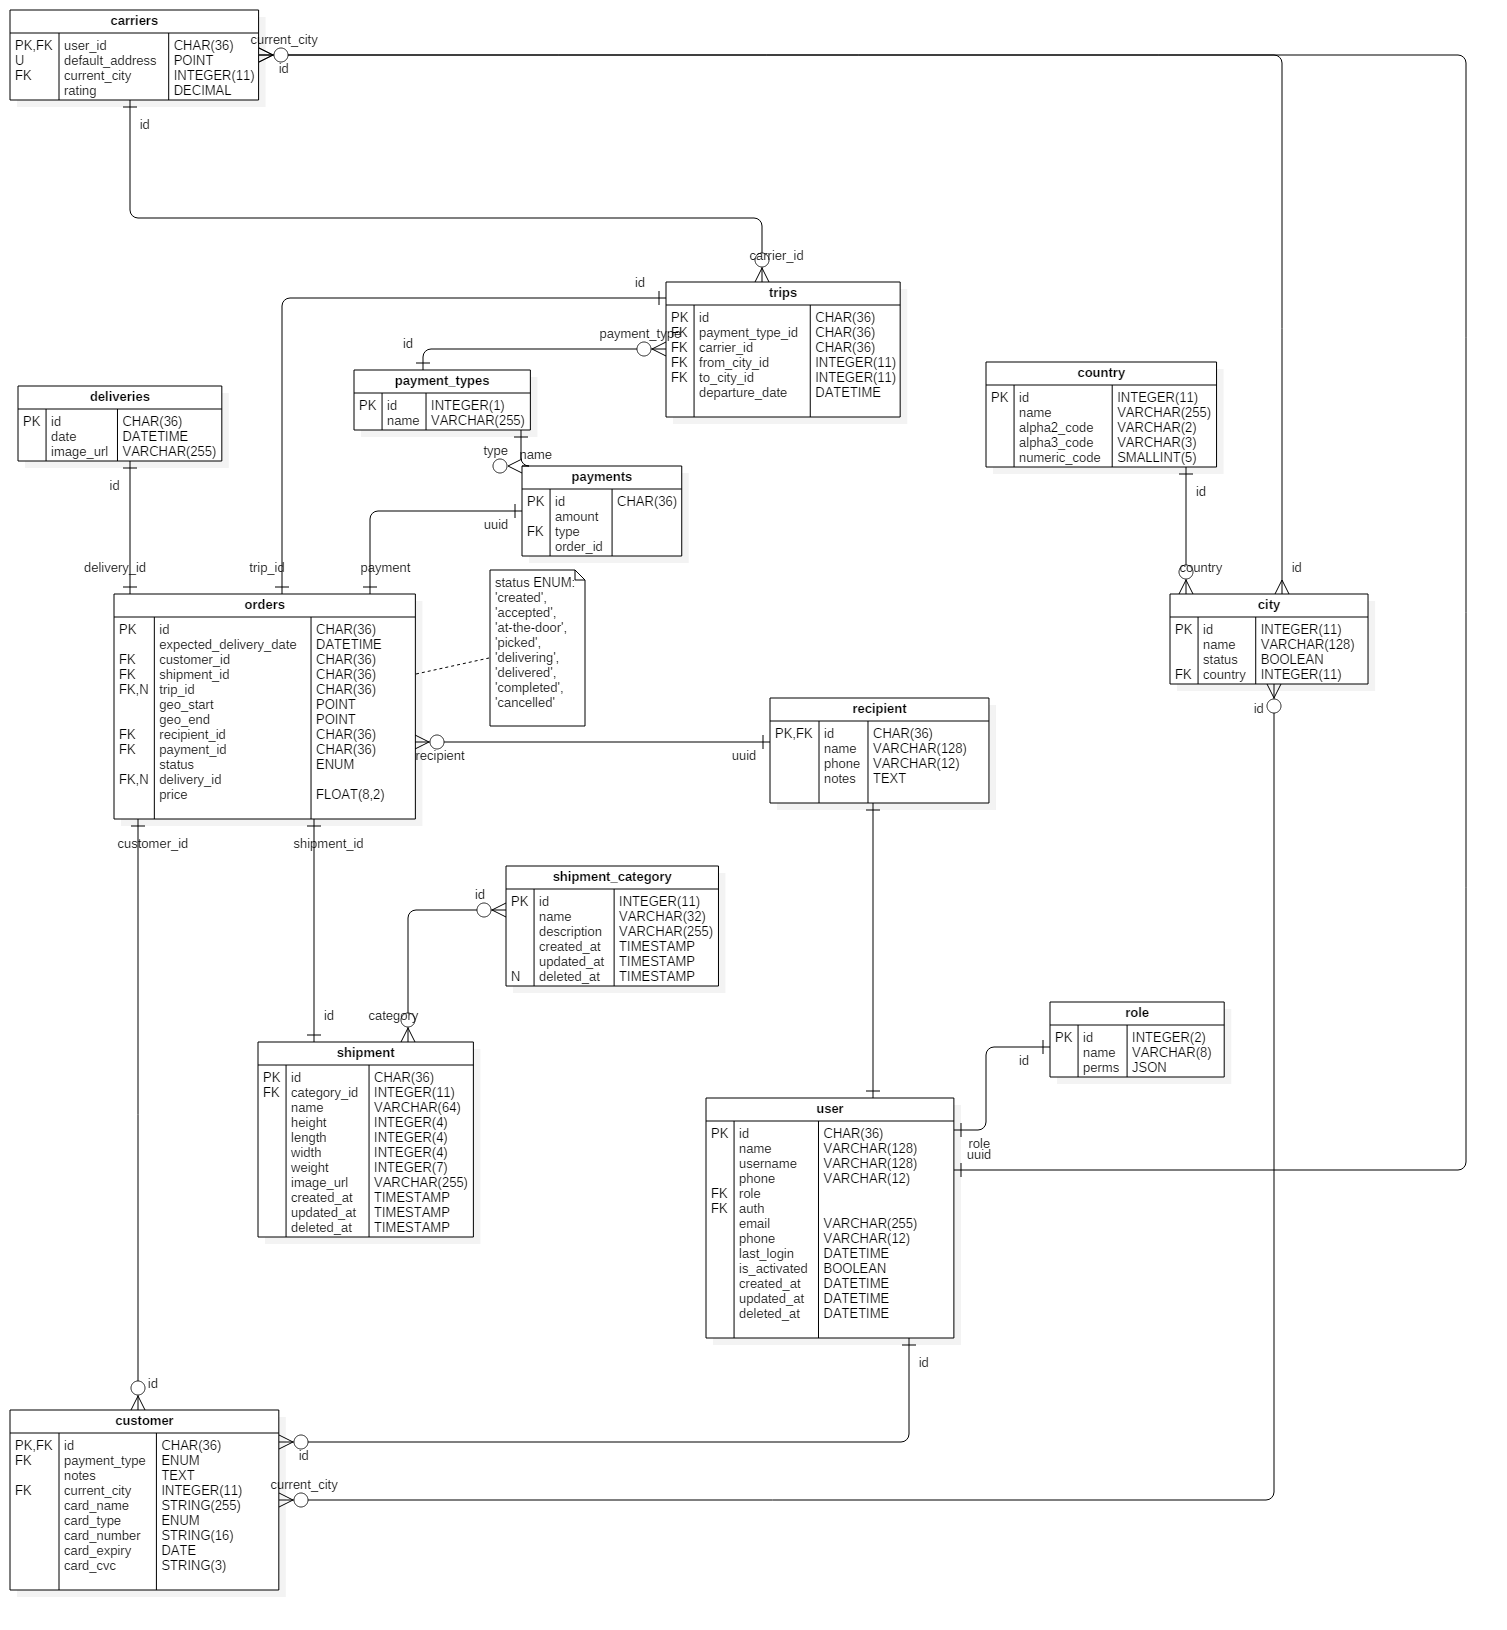 carriers
PK,FK user_id CHAR(36)
U default_address POINT
FK current_city INTEGER(11)
rating DECIMAL
current_city
id
id
carrier_id
id
trips
PK id CHAR(36)
FK payment_type_id CHAR(36)
FK carrier_id CHAR(36)
FK from_city_id INTEGER(11)
FK to_city_id INTEGER(11)
departure_date DATETIME
payment_type
id
payment_types
PK id INTEGER(1)
name VARCHAR(255)
country
PK id INTEGER(11)
name VARCHAR(255)
alpha2_code VARCHAR(2)
alpha3_code VARCHAR(3)
numeric_code SMALLINT(5)
deliveries
PK id CHAR(36)
date DATETIME
image_url VARCHAR(255)
type
name
payments
PK id CHAR(36)
amount
FK type
order_id
id
uuid
id
delivery_id
trip_id
payment
country
id
status ENUM:
'created',
'accepted',
'at-the-door',
'picked',
'delivering',
'delivered',
'completed',
'cancelled'
orders
PK id CHAR(36)
expected_delivery_date DATETIME
FK customer_id CHAR(36)
FK shipment_id CHAR(36)
FK,N trip_id CHAR(36)
geo_start POINT
geo_end POINT
FK recipient_id CHAR(36)
FK payment_id CHAR(36)
status ENUM
FK,N delivery_id
price FLOAT(8,2)
city
PK id INTEGER(11)
name VARCHAR(128)
status BOOLEAN
FK country INTEGER(11)
id
recipient
PK,FK id CHAR(36)
name VARCHAR(128)
phone VARCHAR(12)
notes TEXT
recipient
uuid
customer_id
shipment_id
shipment_category
PK id INTEGER(11)
name VARCHAR(32)
description VARCHAR(255)
created_at TIMESTAMP
updated_at TIMESTAMP
N deleted_at TIMESTAMP
id
id
category
shipment
PK id CHAR(36)
FK category_id INTEGER(11)
name VARCHAR(64)
height INTEGER(4)
length INTEGER(4)
width INTEGER(4)
weight INTEGER(7)
image_url VARCHAR(255)
created_at TIMESTAMP
updated_at TIMESTAMP
deleted_at TIMESTAMP
role
PK id INTEGER(2)
name VARCHAR(8)
perms JSON
id
user
PK id CHAR(36)
name VARCHAR(128)
username VARCHAR(128)
phone VARCHAR(12)
FK role
FK auth
email VARCHAR(255)
phone VARCHAR(12)
last_login DATETIME
is_activated BOOLEAN
created_at DATETIME
updated_at DATETIME
deleted_at DATETIME
role
uuid
id
id
customer
PK,FK id CHAR(36)
FK payment_type ENUM
notes TEXT
FK current_city INTEGER(11)
card_name STRING(255)
card_type ENUM
card_number STRING(16)
card_expiry DATE
card_cvc STRING(3)
id
current_city